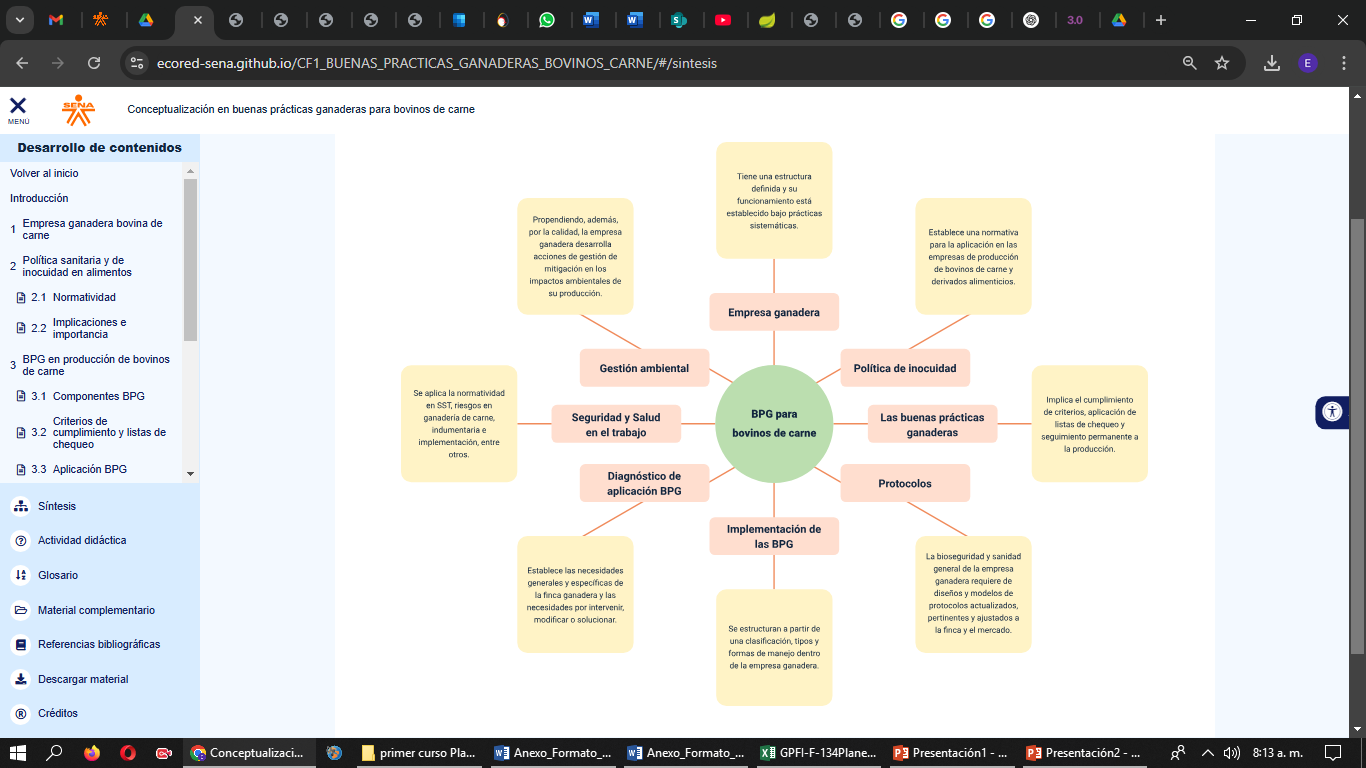 3.0
ecored-sena.github.io/CF1_BUENAS_PRACTICAS_GANADERAS_BOVINOS_CARNE/#/sintesis
E
MENÚ
SENA
Conceptualización en buenas prácticas ganaderas para bovinos de carne
Desarrollo de contenidos
Volver al inicio
Introducción
1 Empresa ganadera bovina de
carne
2 Política sanitaria y de
inocuidad en alimentos
2.1 Normatividad
2.2 Implicaciones e
importancia
3 BPG en producción de bovinos
de carne
3.1 Componentes BPG
3.2 Criterios de
cumplimiento y listas de
chequeo
3.3 Aplicación BPG
Síntesis
Actividad didáctica
Glosario
Material complementario
Referencias bibliográficas
Descargar material
Créditos
Tiene una estructura
definida y su
funcionamiento está
establecido bajo prácticas
sistemáticas.
Propendiendo, además,
por la calidad, la empresa
ganadera desarrolla
acciones de gestión de
mitigación en los
impactos ambientales de
su producción.
Establece una normativa
para la aplicación en las
empresas de producción
de bovinos de carne y
derivados alimenticios.
Empresa ganadera
Gestión ambiental
Política de inocuidad
Se aplica la normatividad
en SST, riesgos en
ganadería de carne,
indumentaria e
implementación, entre
otros.
Seguridad y Salud
en el trabajo
BPG para
bovinos de carne
Las buenas prácticas
ganaderas
Implica el cumplimiento
de criterios, aplicación de
listas de chequeo y
seguimiento permanente a
la producción.
Diagnóstico de
aplicación BPG
Protocolos
Implementación de
las BPG
Establece las necesidades
generales y específicas de
la finca ganadera y las
necesidades por intervenir,
modificar o solucionar.
Se estructuran a partir de
una clasificación, tipos y
formas de manejo dentro
de la empresa ganadera.
La bioseguridad y sanidad
general de la empresa
ganadera requiere de
diseños y modelos de
protocolos actualizados,
pertinentes y ajustados a
la finca y el mercado.
Conceptualizaci...
primer curso Pla...
Anexo_Formato_...
Anexo_Formato_...
GPFI-F-134Plane...
Presentación1 - ...
Presentación2 - ...
8:13 a. m.